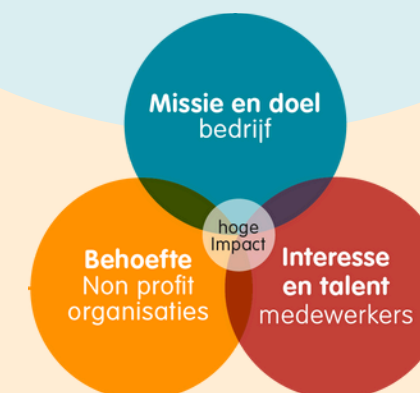 Missie en doel
bedrijf
hoge
Impact
Behoefte
Non profit
organisaties
Interesse
en talent
medewerkers